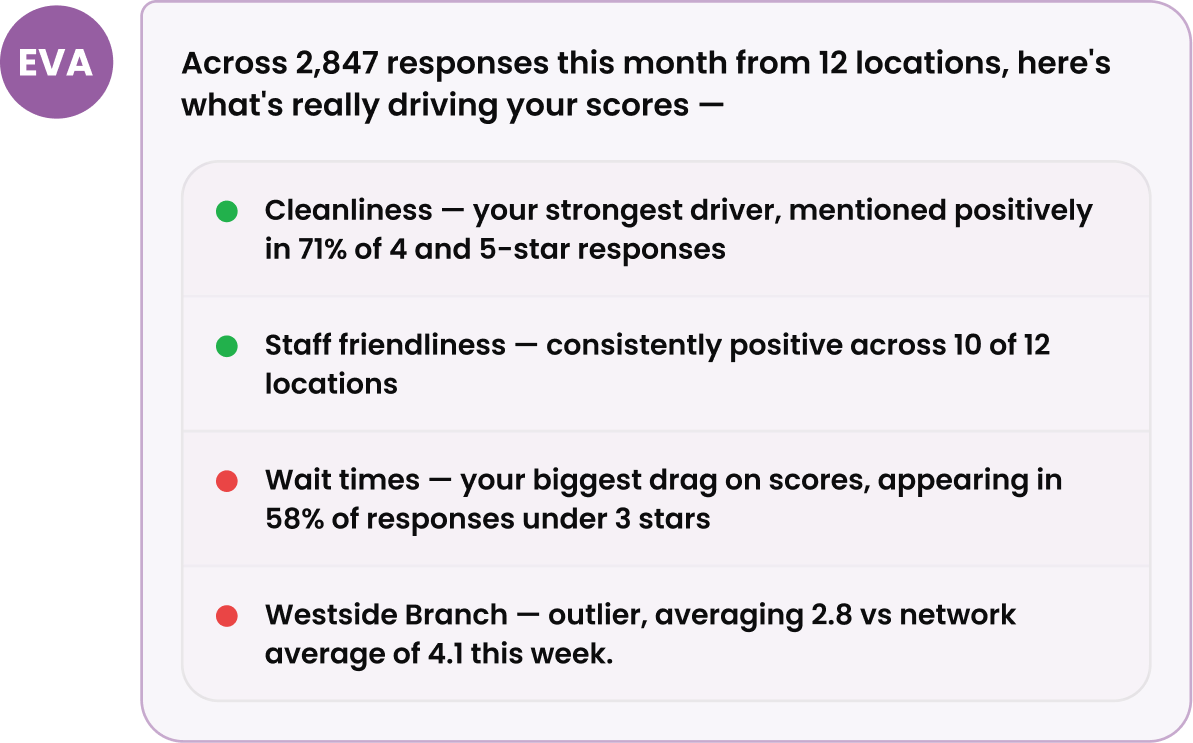 EVA
Across 2,847 responses this month from 12 locations, here's
what's really driving your scores —
Cleanliness — your strongest driver, mentioned positively
in 71% of 4 and 5-star responses
Staff friendliness — consistently positive across 10 of 12
locations
Wait times — your biggest drag on scores, appearing in
58% of responses under 3 stars
Westside Branch — outlier, averaging 2.8 vs network
average of 4.1 this week.